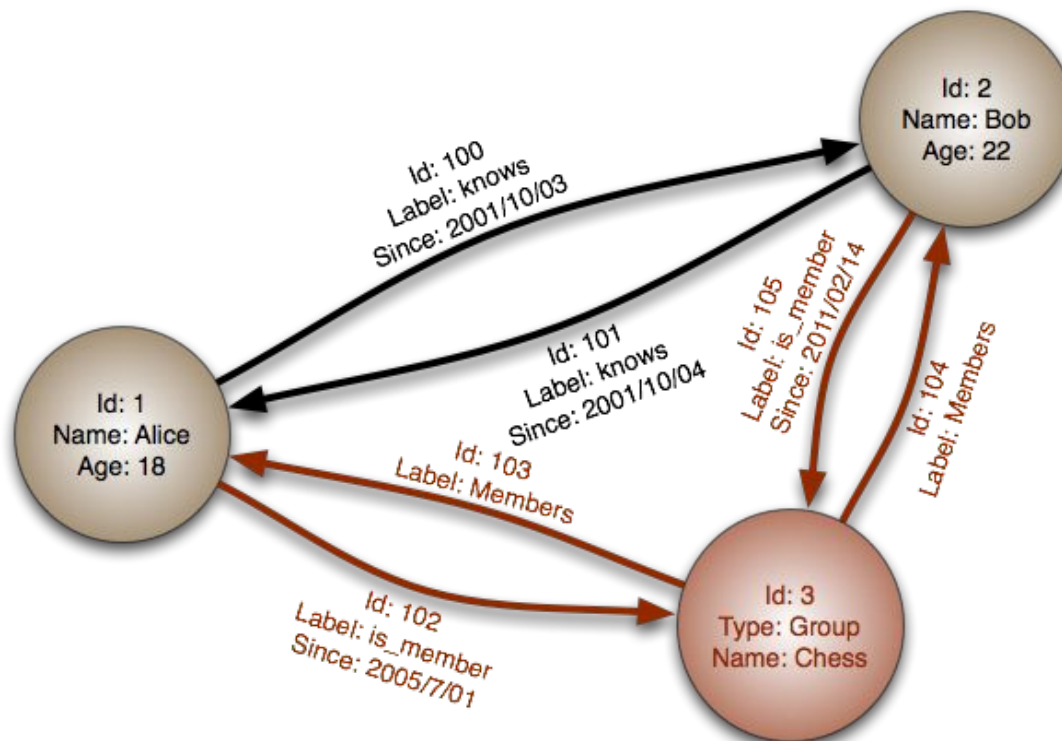 Id: 2
Name: Bob
Age: 22
Id: 100
Label: knows
Since: 2001/10/03
Id: 101
Label: knows
Since: 2001/10/04
Id: 105
Label: is_member
Since: 2011/02/14
Id: 104
Label: Members
Id: 1
Name: Alice
Age: 18
Id: 103
Label: Members
Id: 102
Label: is_member
Since: 2005/7/01
Id: 3
Type: Group
Name: Chess